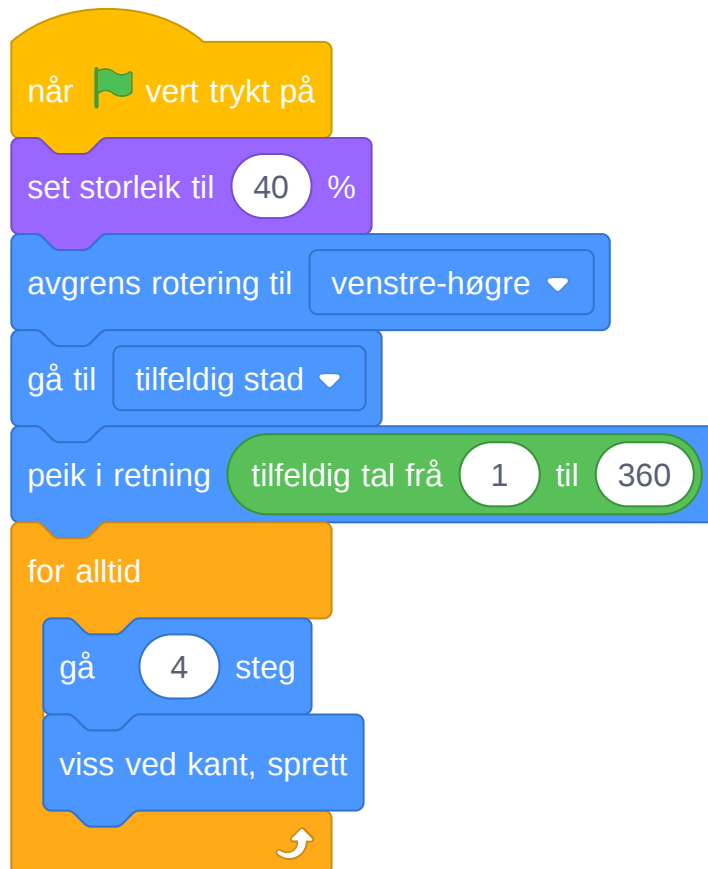 når vert trykt på
set storleik til 40 %
avgrens rotering til venstre-høgre
gå til tilfeldig stad
peik i retning tilfeldig tal frå 1 til 360
for alltid
gå 4 steg
viss ved kant, sprett